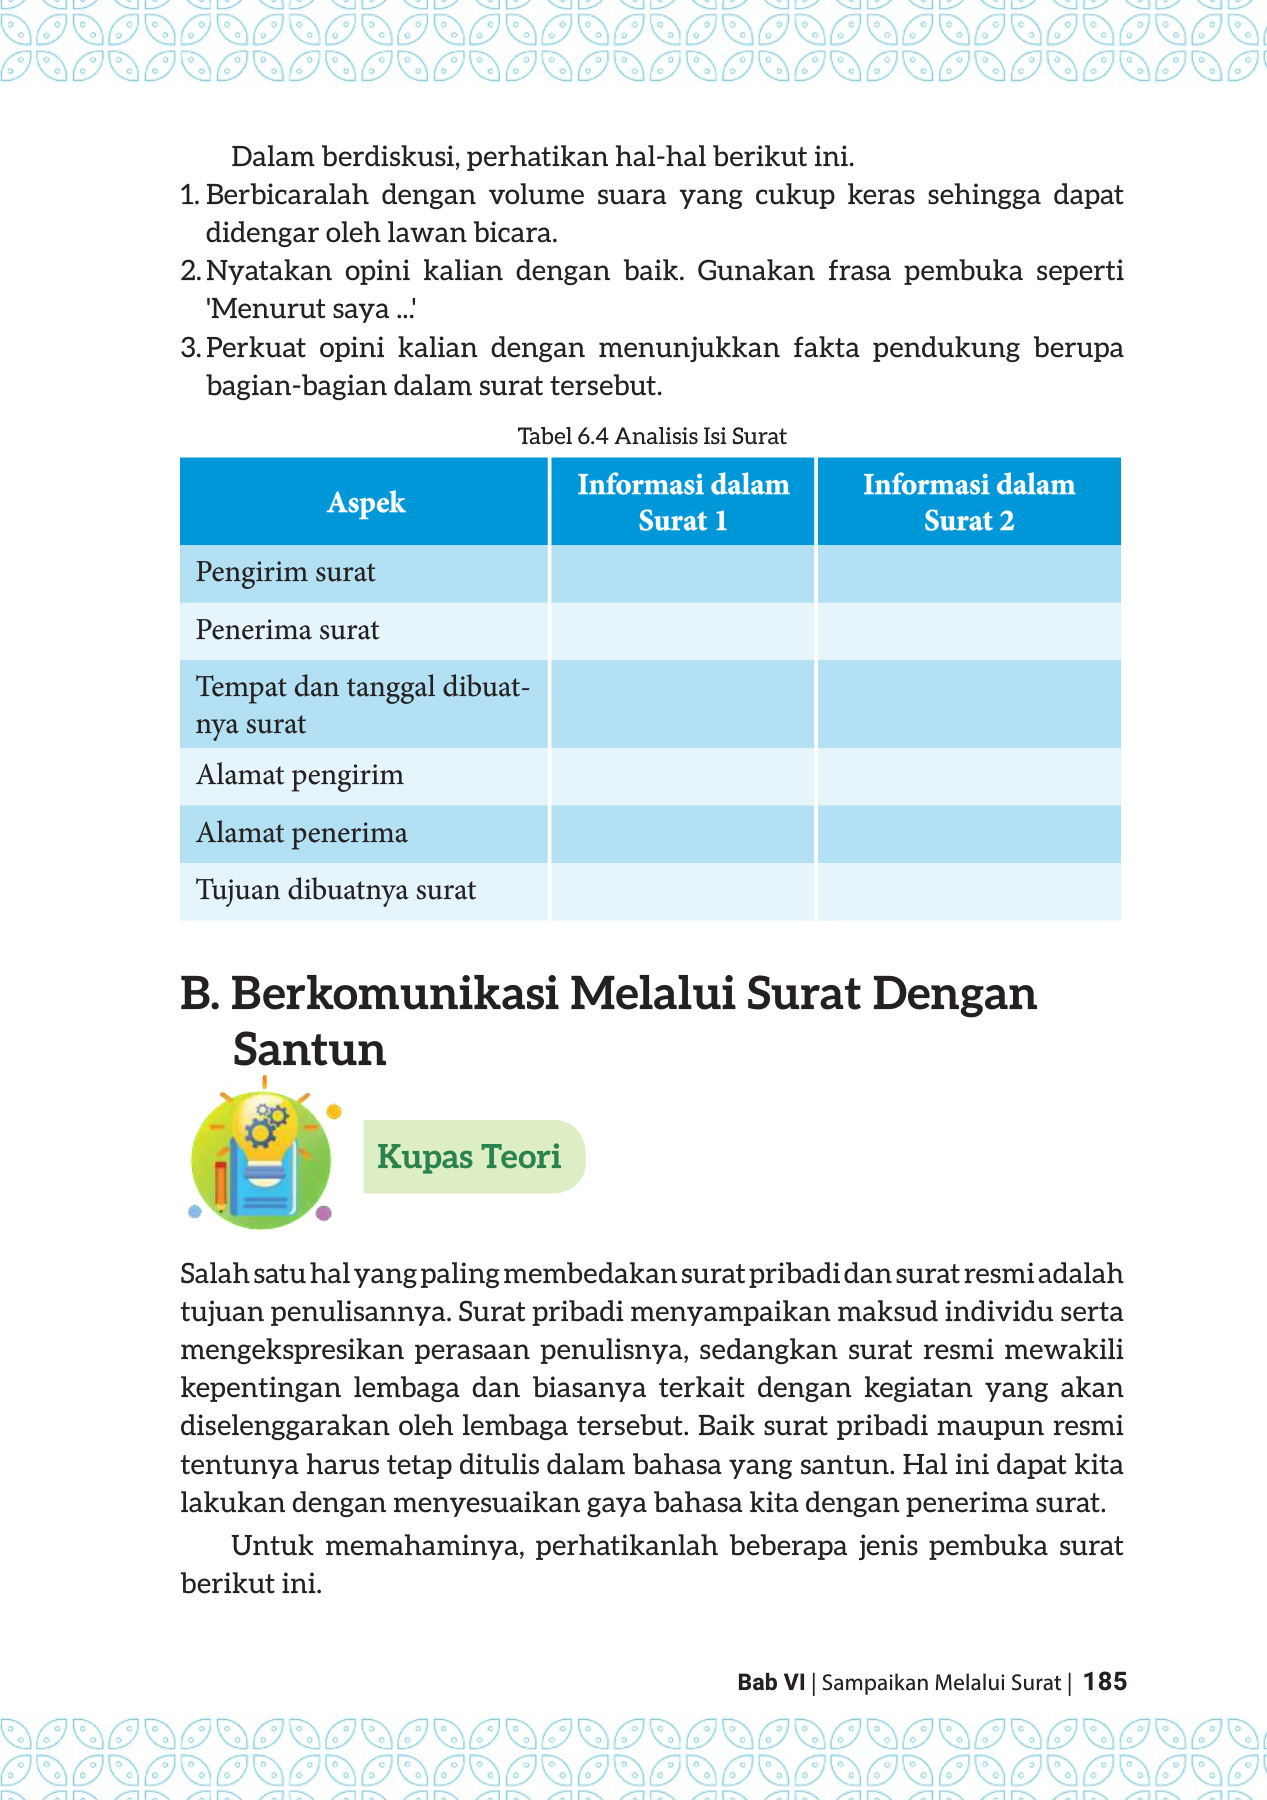 Dalam berdiskusi, perhatikan hal-hal berikut ini.
1. Berbicaralah dengan volume suara yang cukup keras sehingga dapat
didengar oleh lawan bicara.
2. Nyatakan opini kalian dengan baik. Gunakan frasa pembuka seperti
'Menurut saya ...'
3. Perkuat opini kalian dengan menunjukkan fakta pendukung berupa
bagian-bagian dalam surat tersebut.
Tabel 6.4 Analisis Isi Surat
Aspek
Informasi dalam
Surat 1
Informasi dalam
Surat 2
Pengirim surat
Penerima surat
Tempat dan tanggal dibuat-
nya surat
Alamat pengirim
Alamat penerima
Tujuan dibuatnya surat
B. Berkomunikasi Melalui Surat Dengan
Santun
Kupas Teori
Salah satu hal yang paling membedakan surat pribadi dan surat resmi adalah
tujuan penulisannya. Surat pribadi menyampaikan maksud individu serta
mengekspresikan perasaan penulisnya, sedangkan surat resmi mewakili
kepentingan lembaga dan biasanya terkait dengan kegiatan yang akan
diselenggarakan oleh lembaga tersebut. Baik surat pribadi maupun resmi
tentunya harus tetap ditulis dalam bahasa yang santun. Hal ini dapat kita
lakukan dengan menyesuaikan gaya bahasa kita dengan penerima surat.
Untuk memahaminya, perhatikanlah beberapa jenis pembuka surat
berikut ini.
Bab VI | Sampaikan Melalui Surat | 185